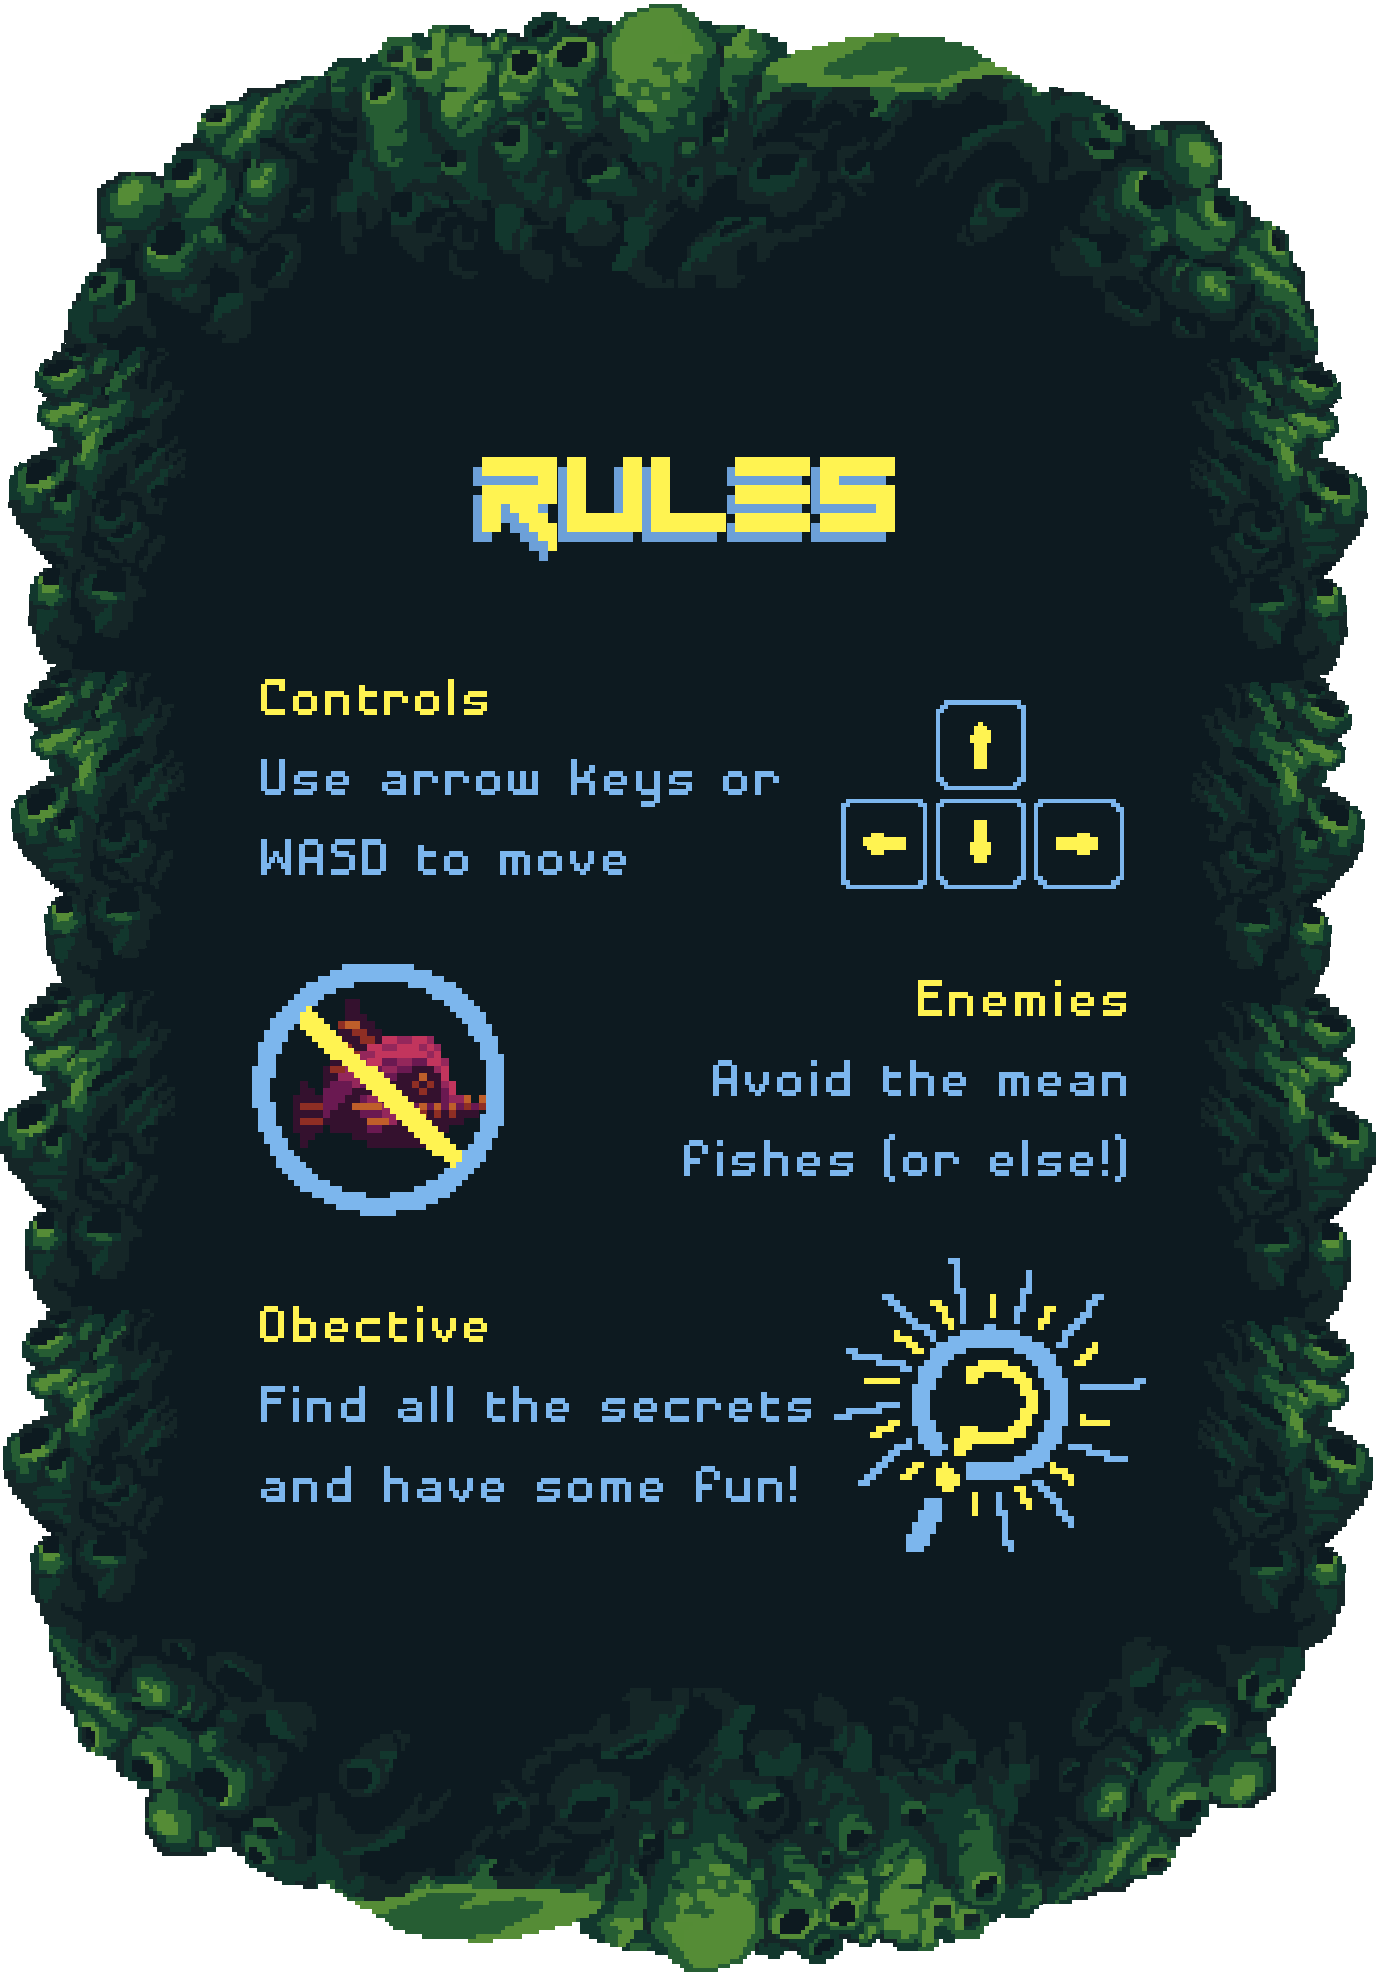 RULES
Controls
Use arrow keys or
WASD to move
Enemies
Avoid the mean
fishes (or else!)
Obective
Find all the secrets
and have some fun!